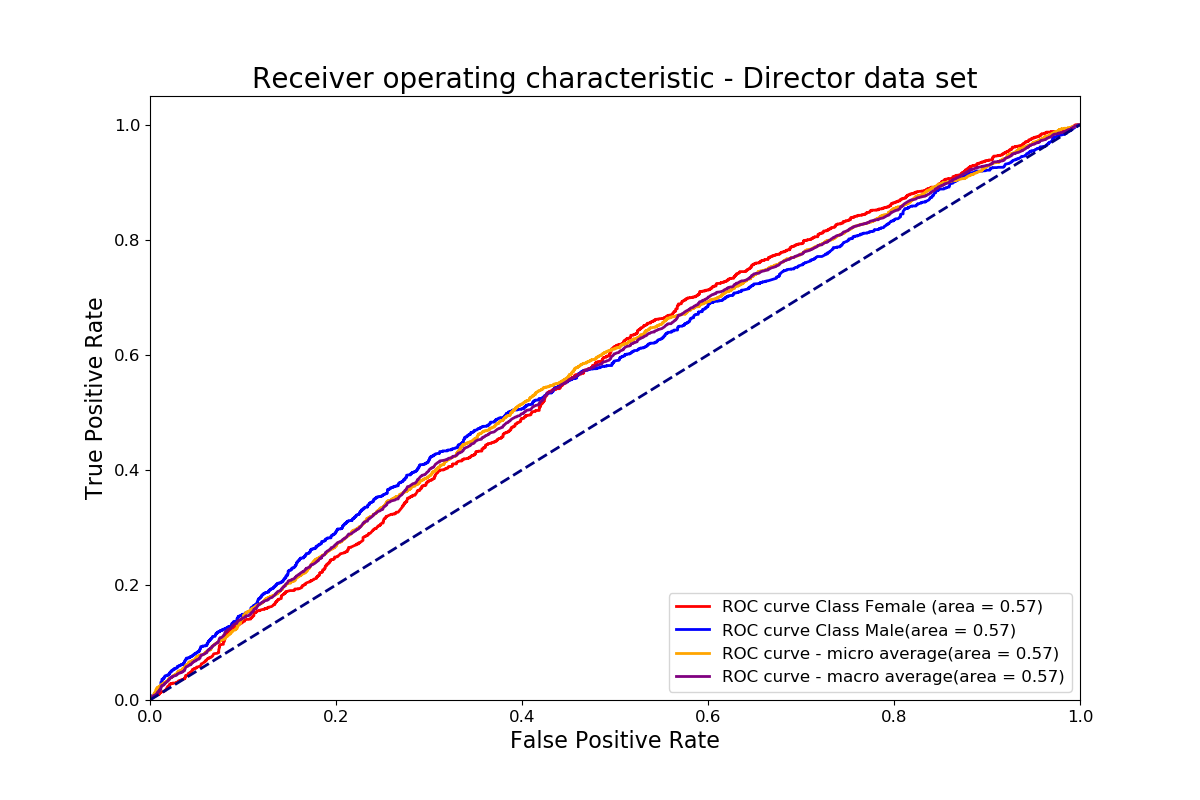 Receiver operating characteristic - Director data set
True Positive Rate
1.0
0.8
0.6
0.4
0.2
0.0
0.0 0.2 0.4 0.6 0.8 1.0
False Positive Rate
ROC curve Class Female (area = 0.57)
ROC curve Class Male(area = 0.57)
ROC curve - micro average(area = 0.57)
ROC curve - macro average(area = 0.57)